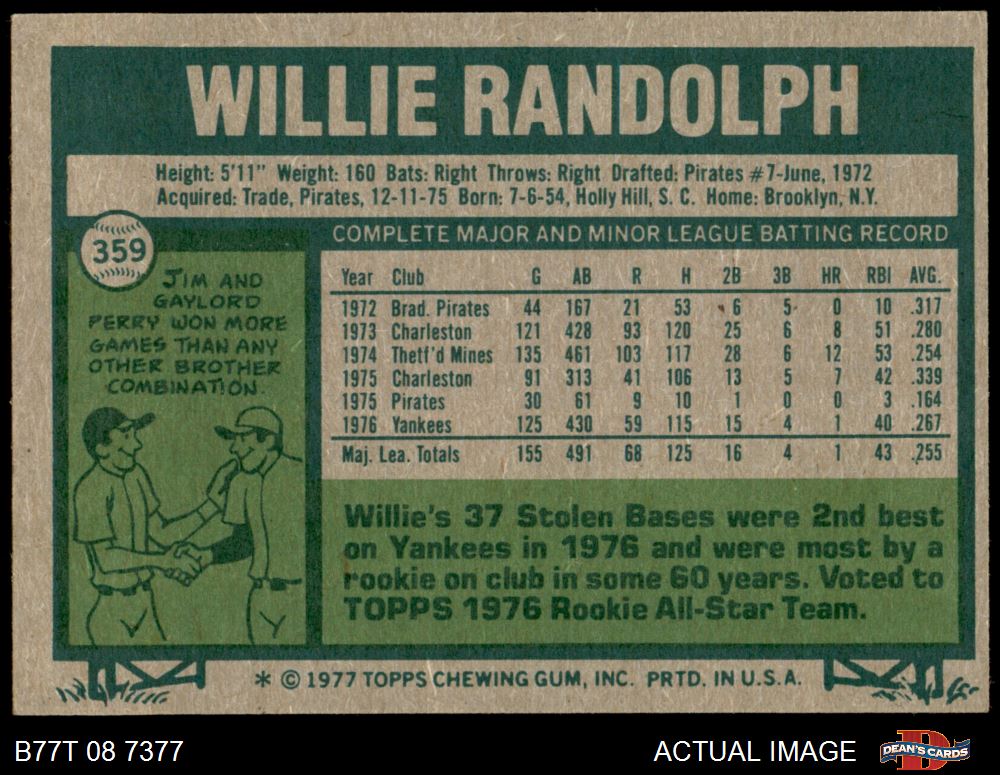 WILLIE RANDOLPH
Height: 5'11" Weight: 160 Bats: Right Throws: Right Drafted: Pirates #7-June, 1972
Acquired: Trade, Pirates, 12-11-75 Born: 7-6-54, Holly Hill, S. C. Home: Brooklyn, N.Y.
359
JIM AND
GAYLORD
PERRY WON MORE
GAMES THAN ANY
OTHER BROTHER
COMBINATION.
COMPLETE MAJOR AND MINOR LEAGUE BATTING RECORD
Year Club G AB R H 2B 3B HR RBI AVG.
1972 Brad. Pirates 44 167 21 53 6 5 0 10 .317
1973 Charleston 121 428 93 120 25 6 8 51 .280
1974 Thetf'd Mines 135 461 103 117 28 6 12 53 .254
1975 Charleston 91 313 41 106 13 5 7 42 .339
1975 Pirates 30 61 9 10 1 0 0 3 .164
1976 Yankees 125 430 59 115 15 4 1 40 .267
Maj. Lea. Totals 155 491 68 125 16 4 1 43 .255
Willie's 37 Stolen Bases were 2nd best
on Yankees in 1976 and were most by a
rookie on club in some 60 years. Voted to
TOPPS 1976 Rookie All-Star Team.
* © 1977 TOPPS CHEWING GUM, INC. PRTD. IN U.S.A.
B77T 08 7377
ACTUAL IMAGE
D
DEAN'S CARDS